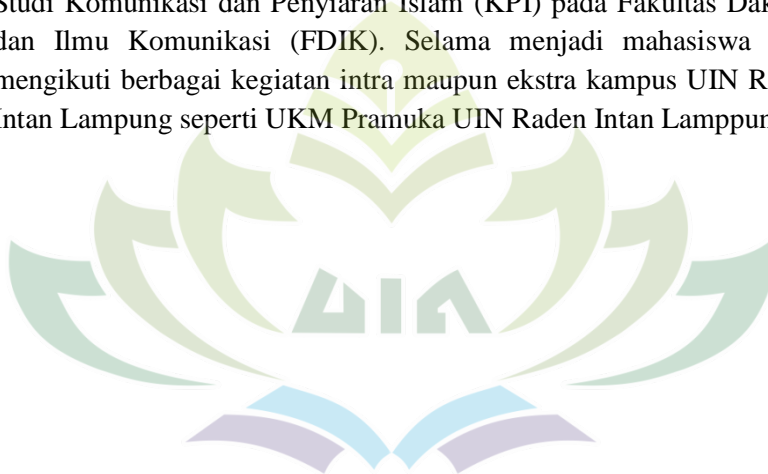 Studi Komunikasi dan Penyiaran Islam (KPI) pada Fakultas Dak
dan Ilmu Komunikasi (FDIK). Selama menjadi mahasiswa
mengikuti berbagai kegiatan intra maupun ekstra kampus UIN R
Intan Lampung seperti UKM Pramuka UIN Raden Intan Lamppun
UIN